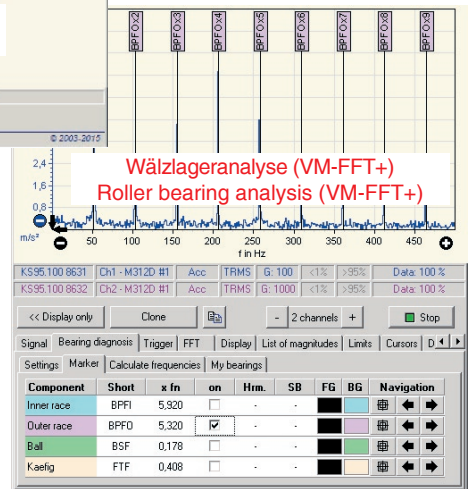 BPFOx2 BPFOx3 BPFOx4 BPFOx5 BPFOx6 BPFOx7 BPFOx8 BPFOx9
© 2003-2015
2,4
1,6
0,8
m/s²
Wälzlageranalyse (VM-FFT+)
Roller bearing analysis (VM-FFT+)
50 100 150 200 250 300 350 400 450
f in Hz
KS95.100 8631 Ch1 - M312D #1 Acc TRMS G: 100 <1% >95% Data: 100 %
KS95.100 8632 Ch2 - M312D #1 Acc TRMS G: 1000 <1% >95% Data: 100 %
<< Display only Clone - 2 channels + Stop
Signal Bearing diagnosis Trigger FFT Display List of magnitudes Limits Cursors D
Settings Marker Calculate frequencies My bearings
Component Short x fn on Hrm. SB FG BG Navigation
Inner race BPFI 5,920 - -
Outer race BPFO 5,320 - -
Ball BSF 0,178 - -
Kaefig FTF 0,408 - -